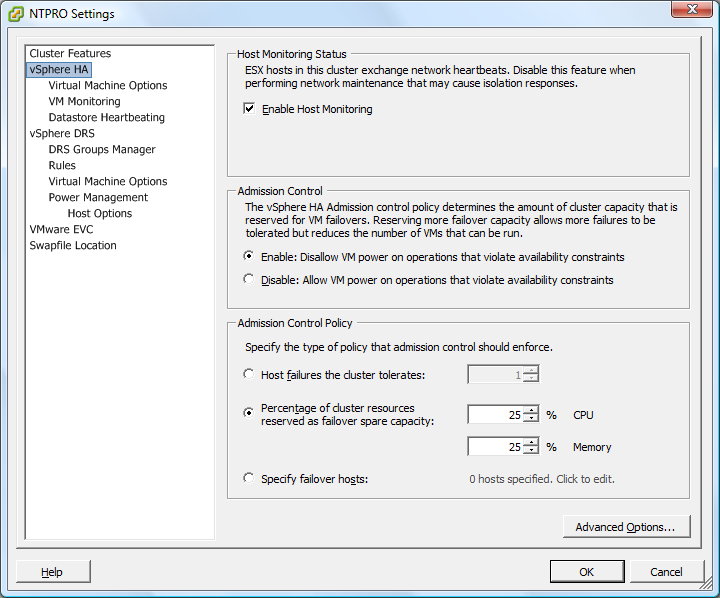 NTPRO Settings
Cluster Features
vSphere HA
Virtual Machine Options
VM Monitoring
Datastore Heartbeating
vSphere DRS
DRS Groups Manager
Rules
Virtual Machine Options
Power Management
Host Options
VMware EVC
Swapfile Location
Host Monitoring Status
ESX hosts in this cluster exchange network heartbeats. Disable this feature when
performing network maintenance that may cause isolation responses.
Enable Host Monitoring
Admission Control
The vSphere HA Admission control policy determines the amount of cluster capacity that is
reserved for VM failovers. Reserving more failover capacity allows more failures to be
tolerated but reduces the number of VMs that can be run.
Enable: Disallow VM power on operations that violate availability constraints
Disable: Allow VM power on operations that violate availability constraints
Admission Control Policy
Specify the type of policy that admission control should enforce.
Host failures the cluster tolerates: 1
Percentage of cluster resources
reserved as failover spare capacity: 25 % CPU
25 % Memory
Specify failover hosts: 0 hosts specified. Click to edit.
Advanced Options...
Help OK Cancel